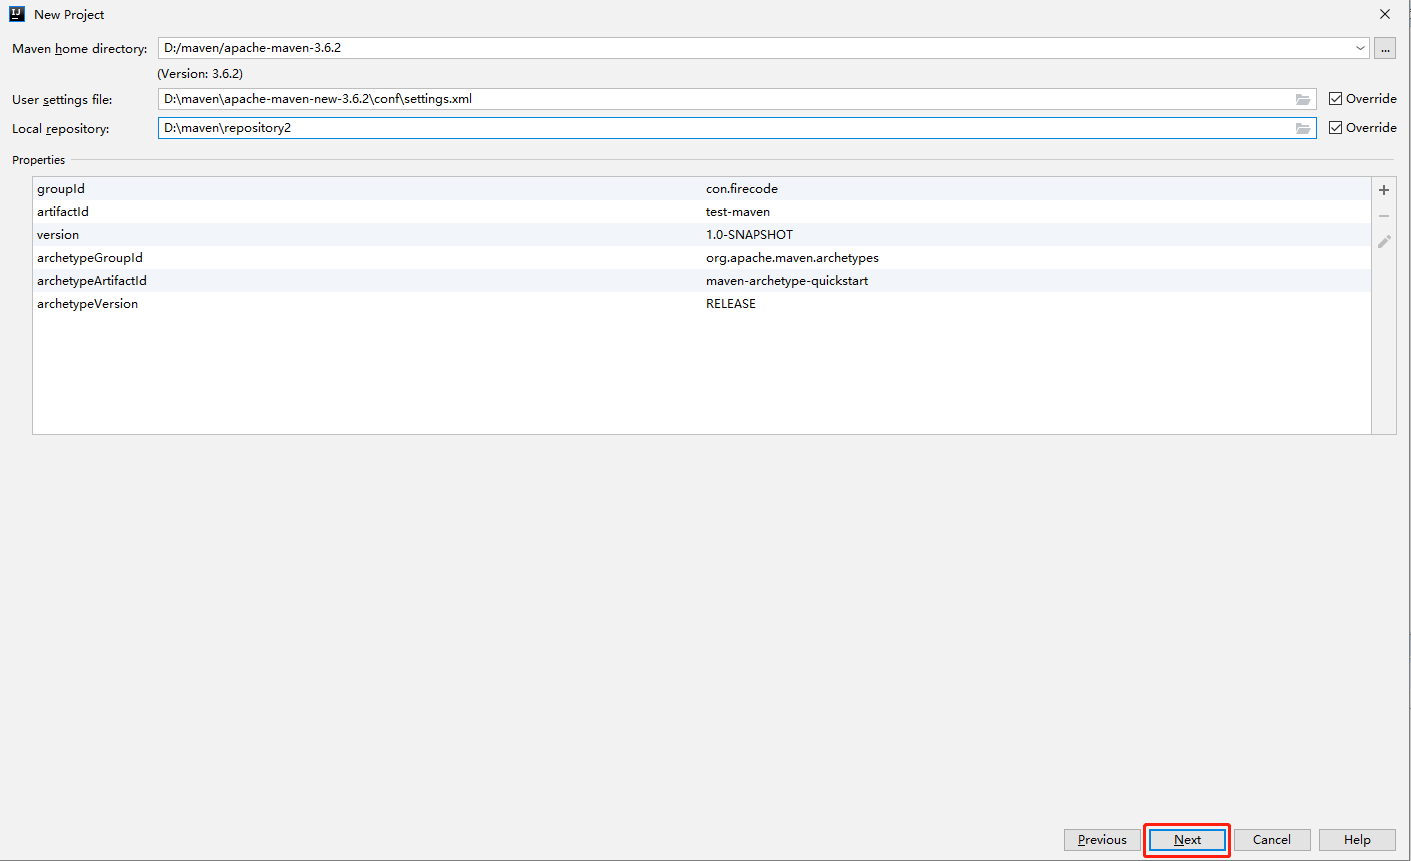 New Project
Maven home directory: D:/maven/apache-maven-3.6.2 ...
(Version: 3.6.2)
User settings file: D:\maven\apache-maven-new-3.6.2\conf\settings.xml Override
Local repository: D:\maven\repository2 Override
Properties
groupId con.firecode
artifactId test-maven
version 1.0-SNAPSHOT
archetypeGroupId org.apache.maven.archetypes
archetypeArtifactId maven-archetype-quickstart
archetypeVersion RELEASE
Previous Next Cancel Help